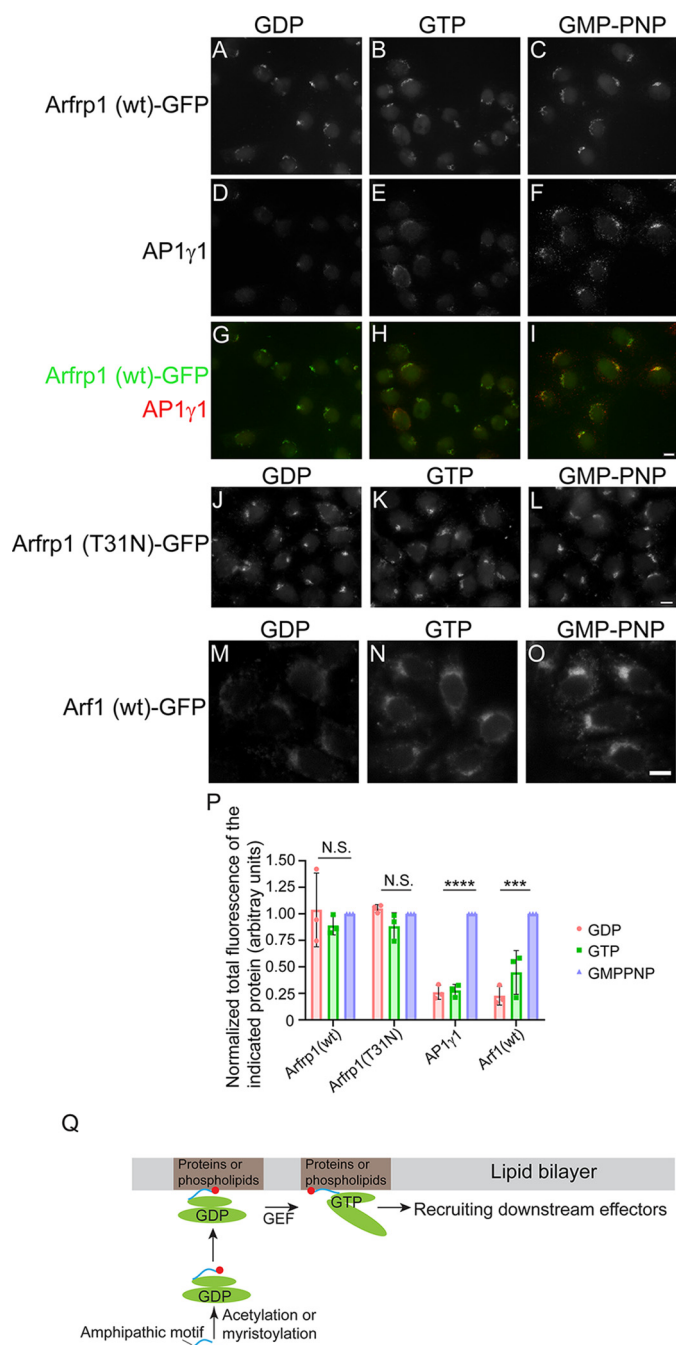 GDP GTP GMP-PNP
A B C
Arfrp1 (wt)-GFP
D E F
AP1γ1
G H I
Arfrp1 (wt)-GFP
AP1γ1
GDP GTP GMP-PNP
J K L
Arfrp1 (T31N)-GFP
GDP GTP GMP-PNP
M N O
Arf1 (wt)-GFP
P
Normalized total fluorescence of the
indicated protein (arbitray units)
1.50
1.25
1.00
0.75
0.50
0.25
0
N.S.
N.S.
****
***
Arfrp1(wt)
Arfrp1(T31N)
AP1γ1
Arf1(wt)
GDP
GTP
GMPPNP
Q
Proteins or
phospholipids
Proteins or
phospholipids
Lipid bilayer
GDP
GEF
GTP
Recruiting downstream effectors
GDP
Acetylation or
myristoylation
Amphipathic motif